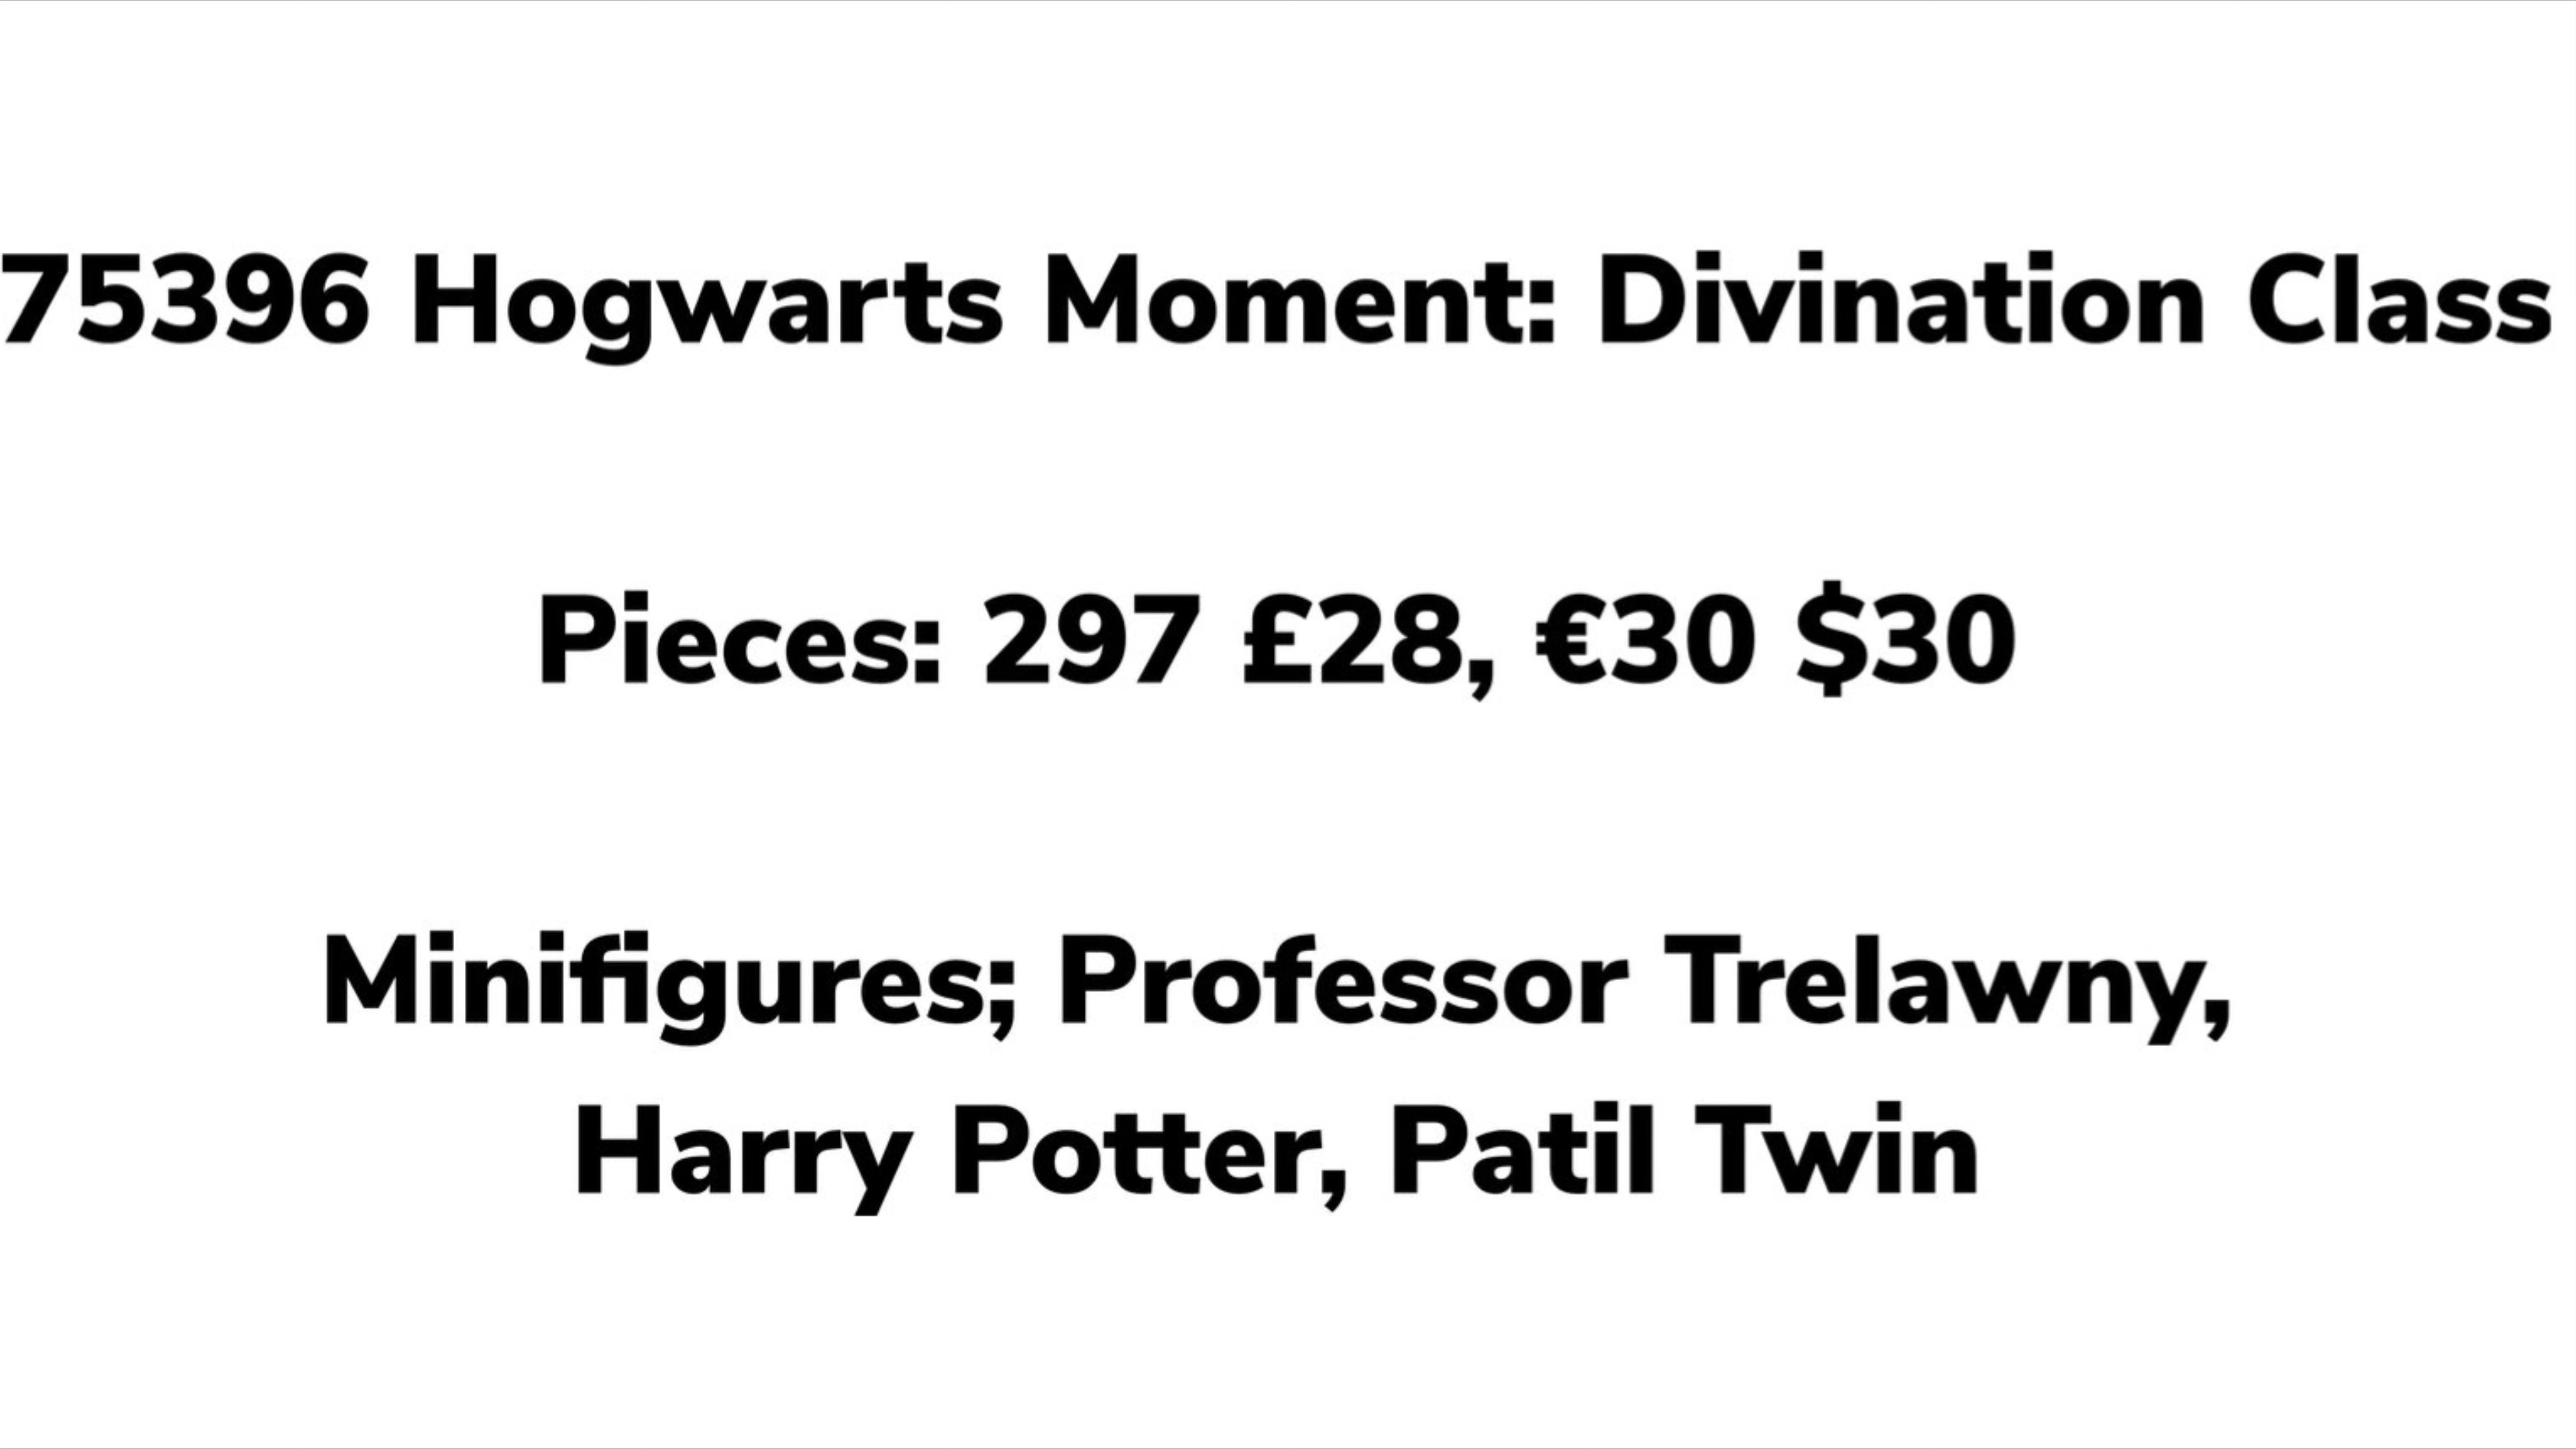 75396 Hogwarts Moment: Divination Class
Pieces: 297 £28, €30 $30
Minifigures; Professor Trelawny,
Harry Potter, Patil Twin